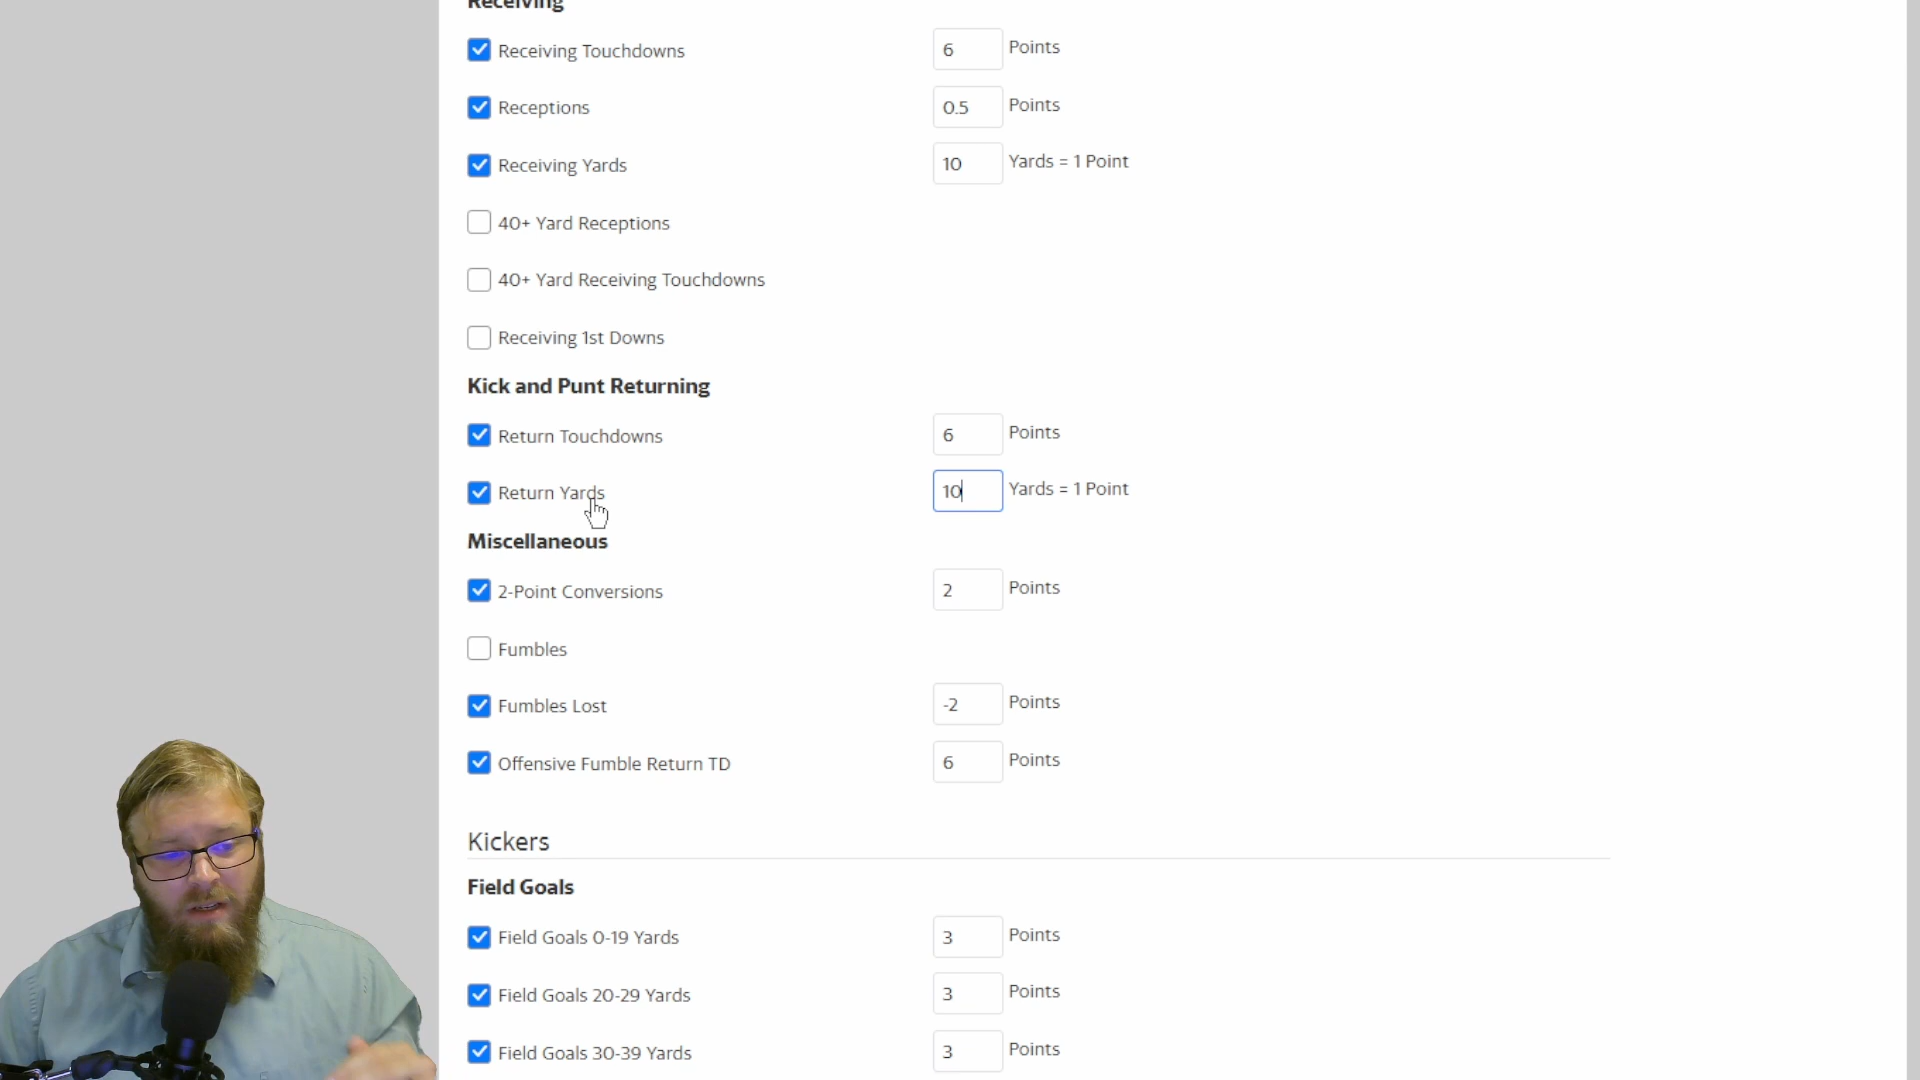 Receiving
Receiving Touchdowns 6 Points
Receptions 0.5 Points
Receiving Yards 10 Yards = 1 Point
40+ Yard Receptions
40+ Yard Receiving Touchdowns
Receiving 1st Downs
Kick and Punt Returning
Return Touchdowns 6 Points
Return Yards 10 Yards = 1 Point
Miscellaneous
2-Point Conversions 2 Points
Fumbles
Fumbles Lost -2 Points
Offensive Fumble Return TD 6 Points
Kickers
Field Goals
Field Goals 0-19 Yards 3 Points
Field Goals 20-29 Yards 3 Points
Field Goals 30-39 Yards 3 Points